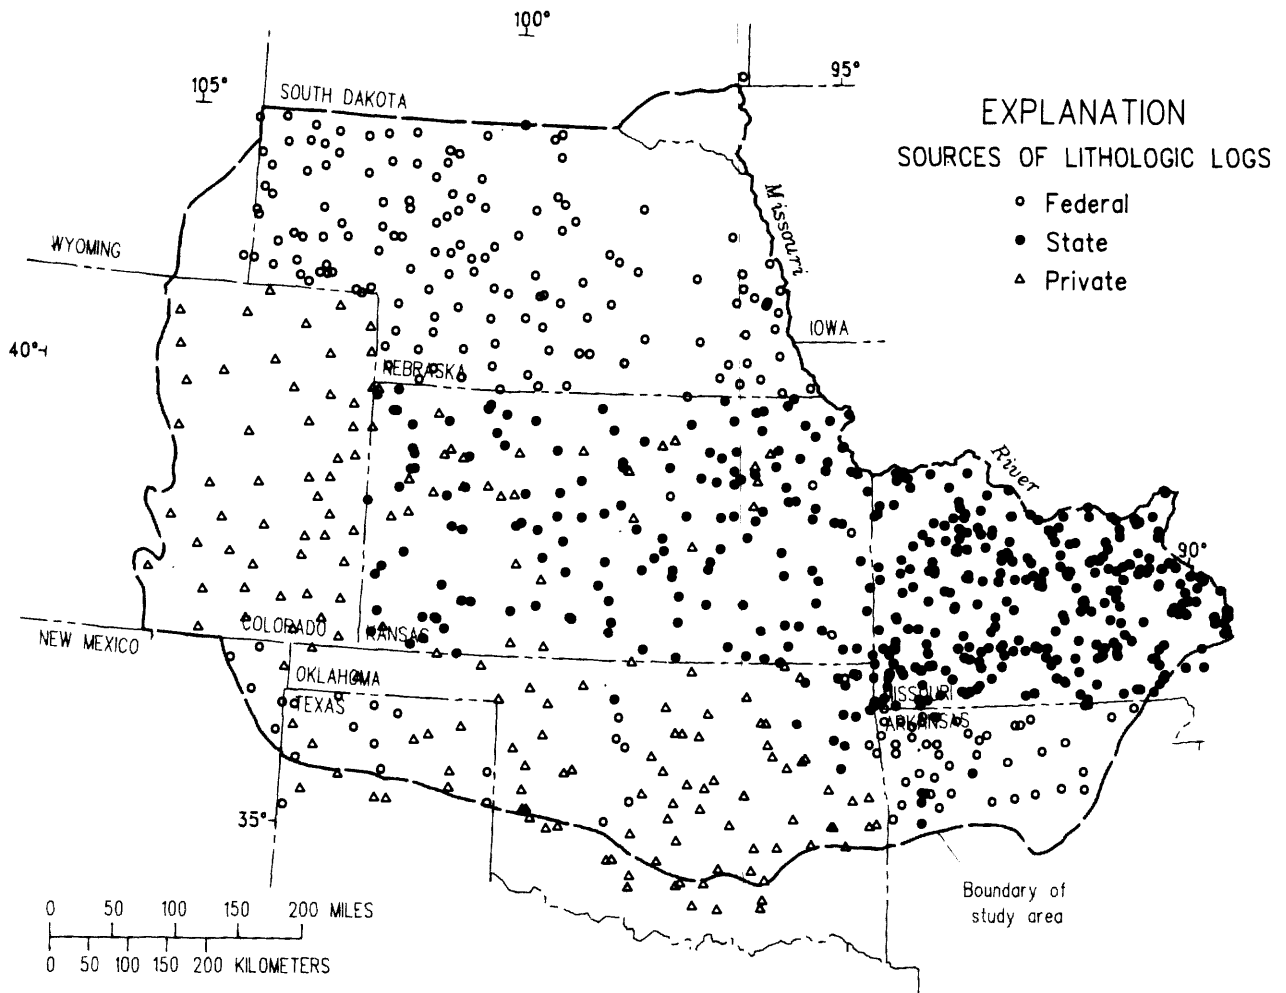 100°
105°
95°
SOUTH DAKOTA
EXPLANATION
SOURCES OF LITHOLOGIC LOGS
Federal
State
Private
Missouri
WYOMING
IOWA
40°
NEBRASKA
River
90°
COLORADO
KANSAS
NEW MEXICO
OKLAHOMA
TEXAS
MISSOURI
ARKANSAS
35°
Boundary of
study area
0 50 100 150 200 MILES
0 50 100 150 200 KILOMETERS